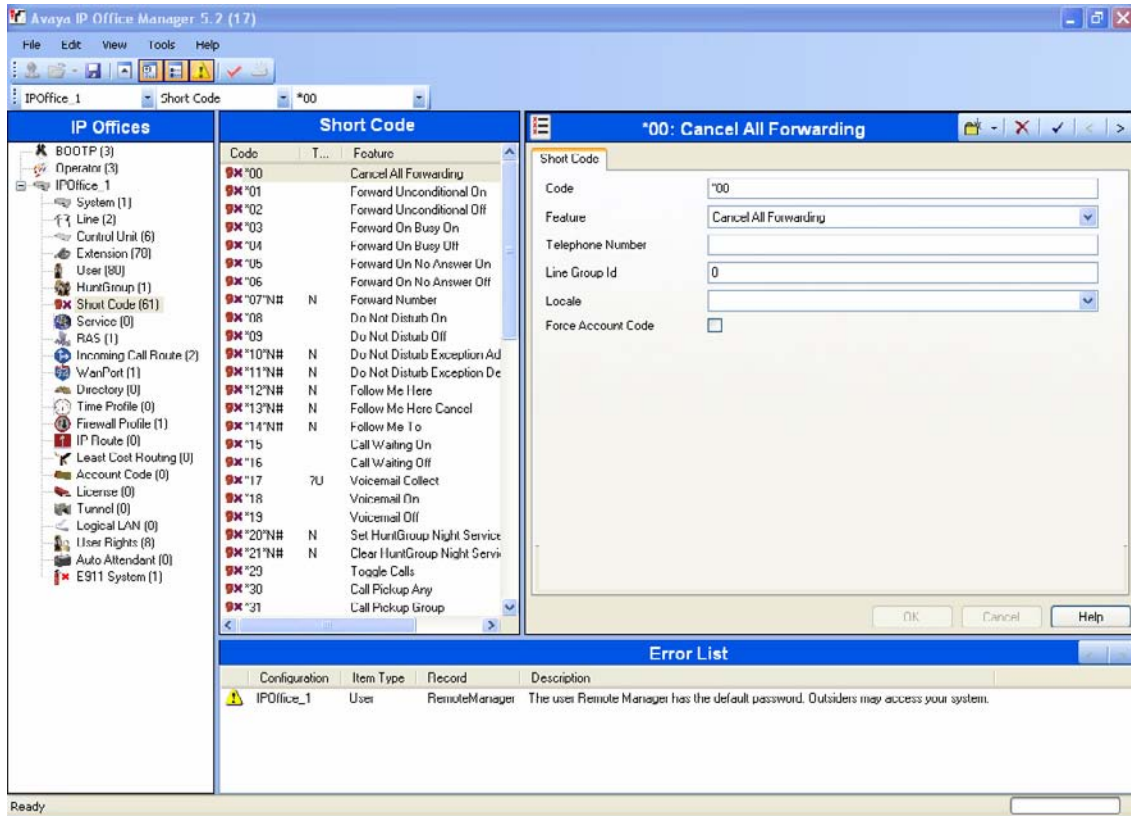 Avaya IP Office Manager 5.2 (17)
File Edit View Tools Help
IPOffice_1 Short Code *00
IP Offices
BOOTP (3)
Operator (3)
IPOffice_1
System (1)
Line (2)
Control Unit (6)
Extension (70)
User (80)
HuntGroup (1)
Short Code (61)
Service (0)
RAS (1)
Incoming Call Route (2)
WanPort (1)
Directory (0)
Time Profile (0)
Firewall Profile (1)
IP Route (0)
Least Cost Routing (0)
Account Code (0)
License (0)
Tunnel (0)
Logical LAN (0)
User Rights (8)
Auto Attendant (0)
E911 System (1)
Short Code
Code T... Feature
*00 Cancel All Forwarding
*01 Forward Unconditional On
*02 Forward Unconditional Off
*03 Forward On Busy On
*04 Forward On Busy Off
*05 Forward On No Answer On
*06 Forward On No Answer Off
*07*N# N Forward Number
*08 Do Not Disturb On
*09 Do Not Disturb Off
*10*N# N Do Not Disturb Exception Ad
*11*N# N Do Not Disturb Exception De
*12*N# N Follow Me Here
*13*N# N Follow Me Here Cancel
*14*N# N Follow Me To
*15 Call Waiting On
*16 Call Waiting Off
*17 ?U Voicemail Collect
*18 Voicemail On
*19 Voicemail Off
*20*N# N Set HuntGroup Night Service
*21*N# N Clear HuntGroup Night Servi
*29 Toggle Calls
*30 Call Pickup Any
*31 Call Pickup Group
*00: Cancel All Forwarding
Short Code
Code *00
Feature Cancel All Forwarding
Telephone Number
Line Group Id 0
Locale
Force Account Code
OK Cancel Help
Error List
Configuration Item Type Record Description
IPOffice_1 User RemoteManager The user Remote Manager has the default password. Outsiders may access your system.
Ready